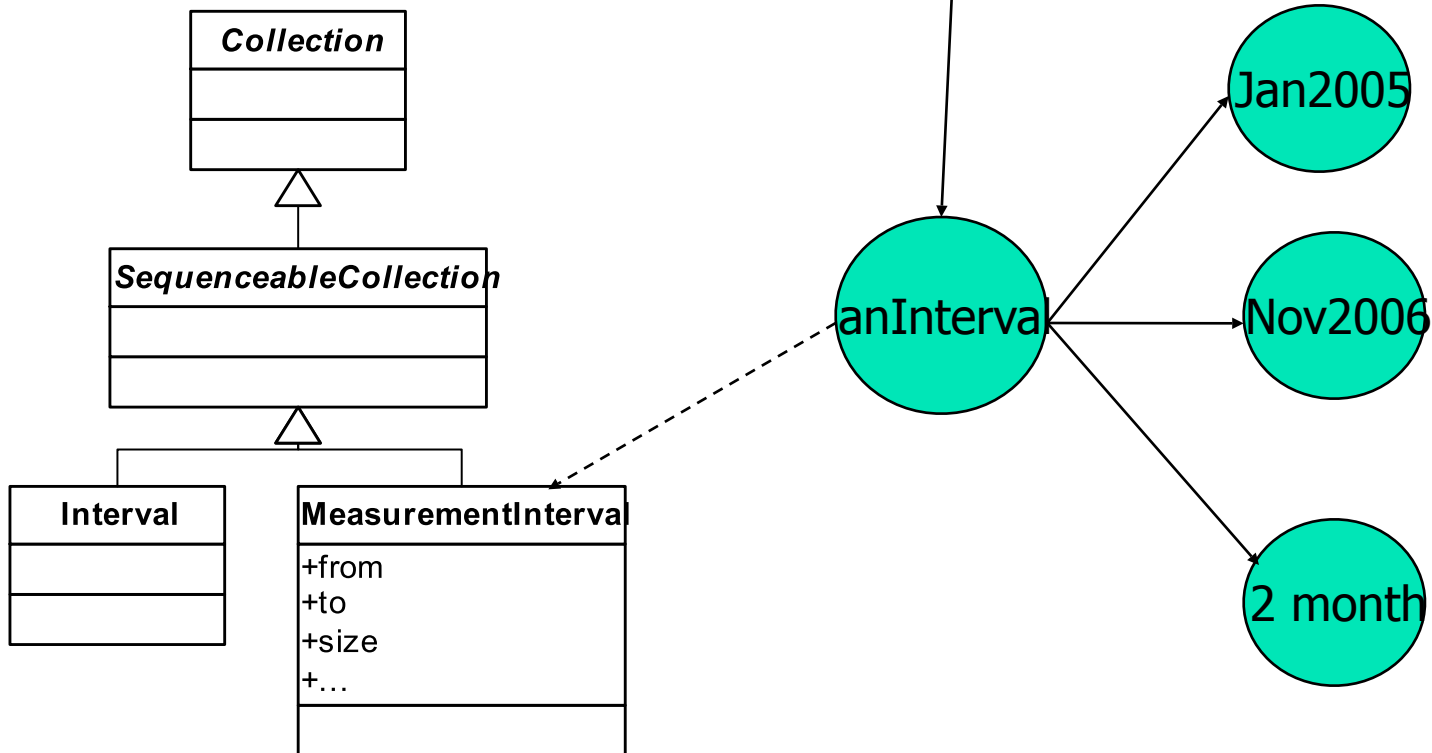 Collection
SequenceableCollection
Interval
MeasurementInterval
+from
+to
+size
+...
anInterval
Jan2005
Nov2006
2 month